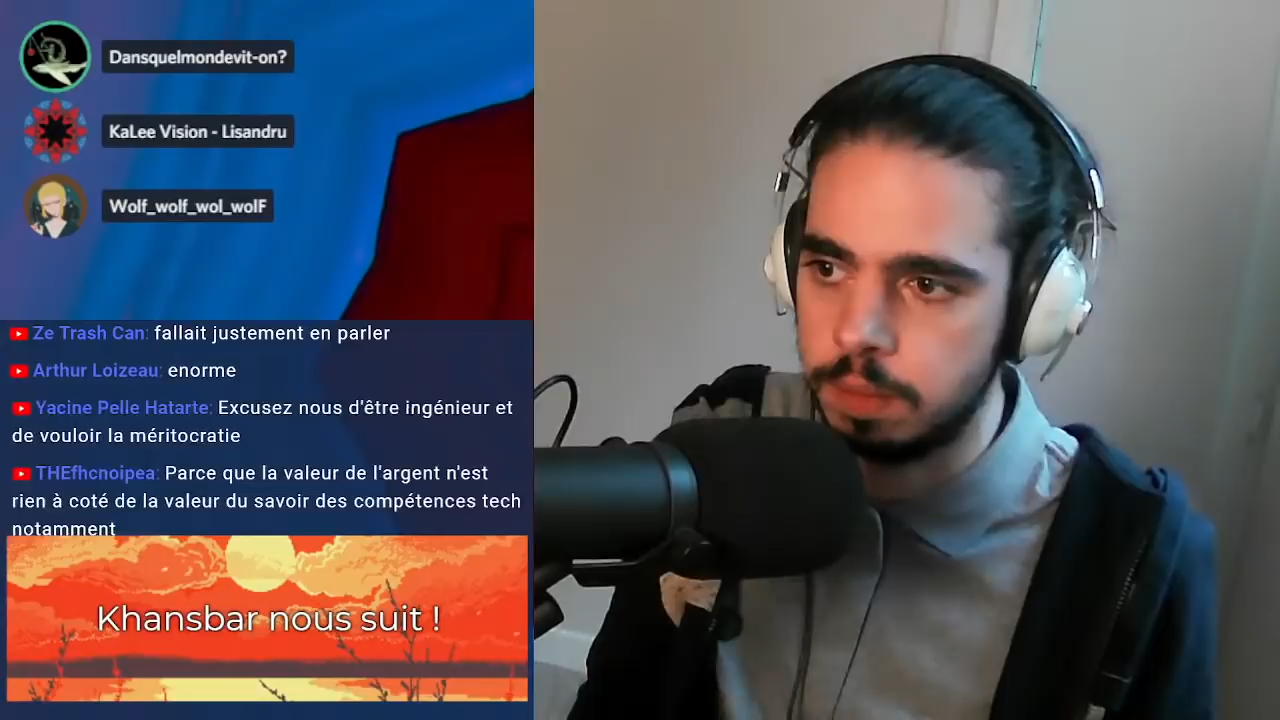 Dansquelmondevit-on?
KaLee Vision - Lisandru
Wolf_wolf_wol_wolF
Ze Trash Can: fallait justement en parler
Arthur Loizeau: enorme
Yacine Pelle Hatarte: Excusez nous d'être ingénieur et
de vouloir la méritocratie
THEfhcnoipea: Parce que la valeur de l'argent n'est
rien à coté de la valeur du savoir des compétences tech
notamment
Khansbar nous suit !